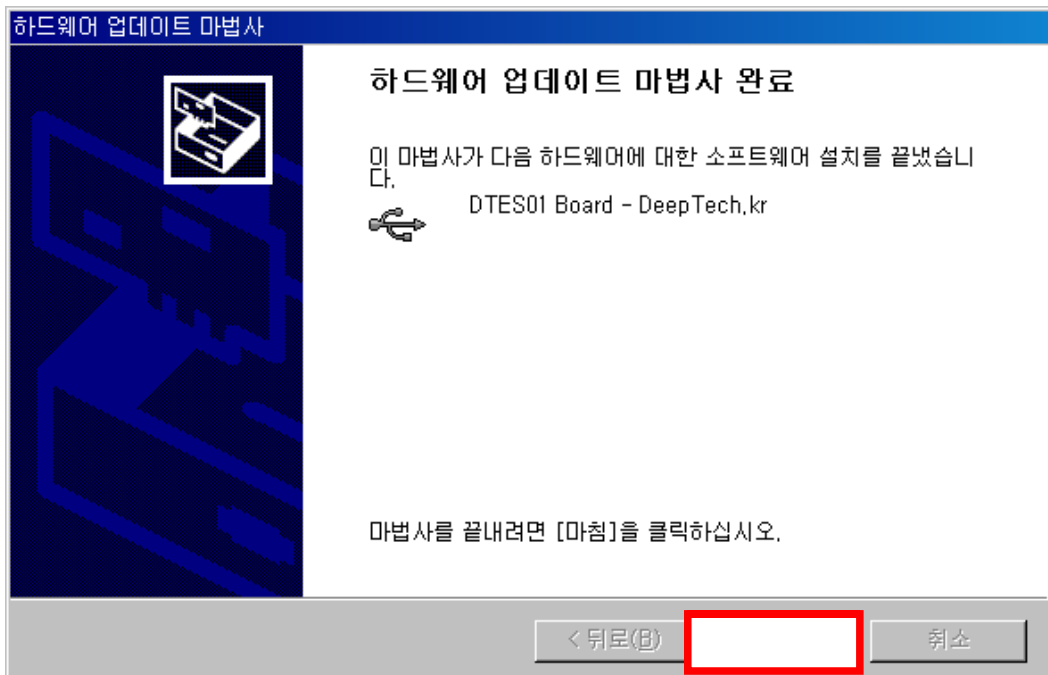 하드웨어 업데이트 마법사
하드웨어 업데이트 마법사 완료
이 마법사가 다음 하드웨어에 대한 소프트웨어 설치를 끝냈습니
다.
DTES01 Board - DeepTech.kr
마법사를 끝내려면 [마침]을 클릭하십시오.
< 뒤로(B)
취소